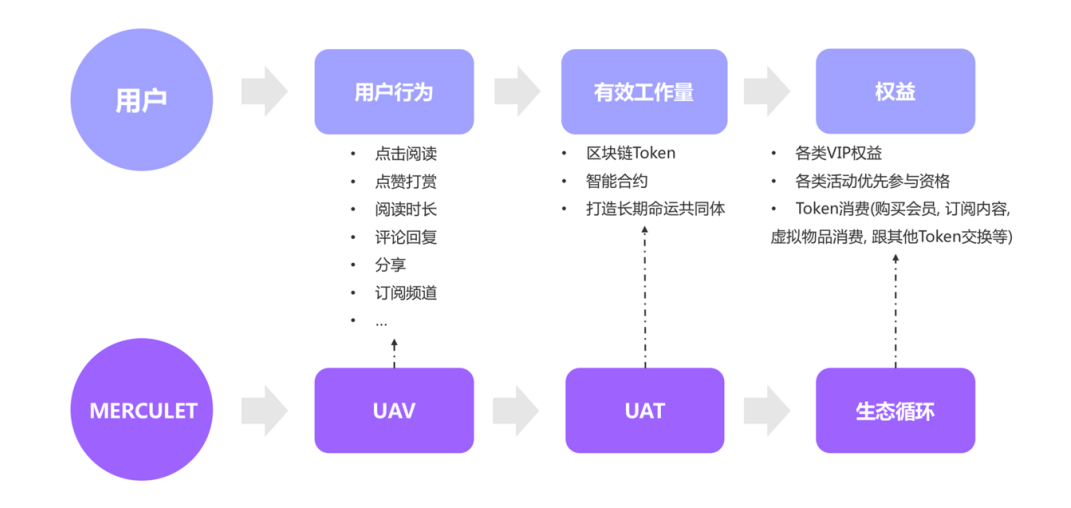 用户
用户行为
有效工作量
权益
• 点击阅读
• 点赞打赏
• 阅读时长
• 评论回复
• 分享
• 订阅频道
• ...
• 区块链Token
• 智能合约
• 打造长期命运共同体
• 各类VIP权益
• 各类活动优先参与资格
• Token消费(购买会员, 订阅内容,
虚拟物品消费, 跟其他Token交换等)
MERCULET
UAV
UAT
生态循环